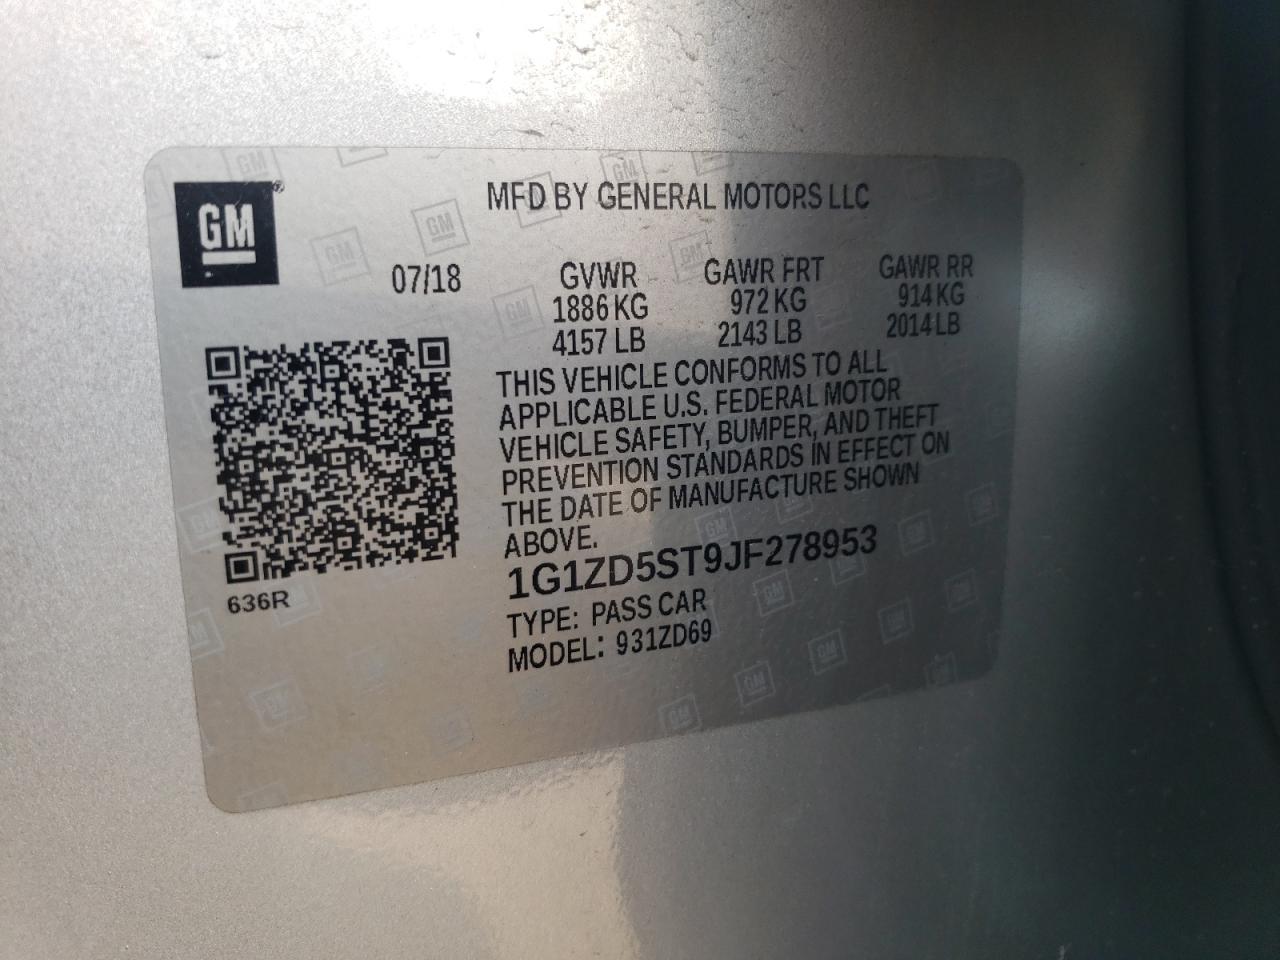 GM
MFD BY GENERAL MOTORS LLC
07/18 GVWR GAWR FRT GAWR RR
1886 KG 972 KG 914 KG
4157 LB 2143 LB 2014 LB
THIS VEHICLE CONFORMS TO ALL
APPLICABLE U.S. FEDERAL MOTOR
VEHICLE SAFETY, BUMPER, AND THEFT
PREVENTION STANDARDS IN EFFECT ON
THE DATE OF MANUFACTURE SHOWN
ABOVE.
1G1ZD5ST9JF278953
TYPE: PASS CAR
MODEL: 931ZD69
636R